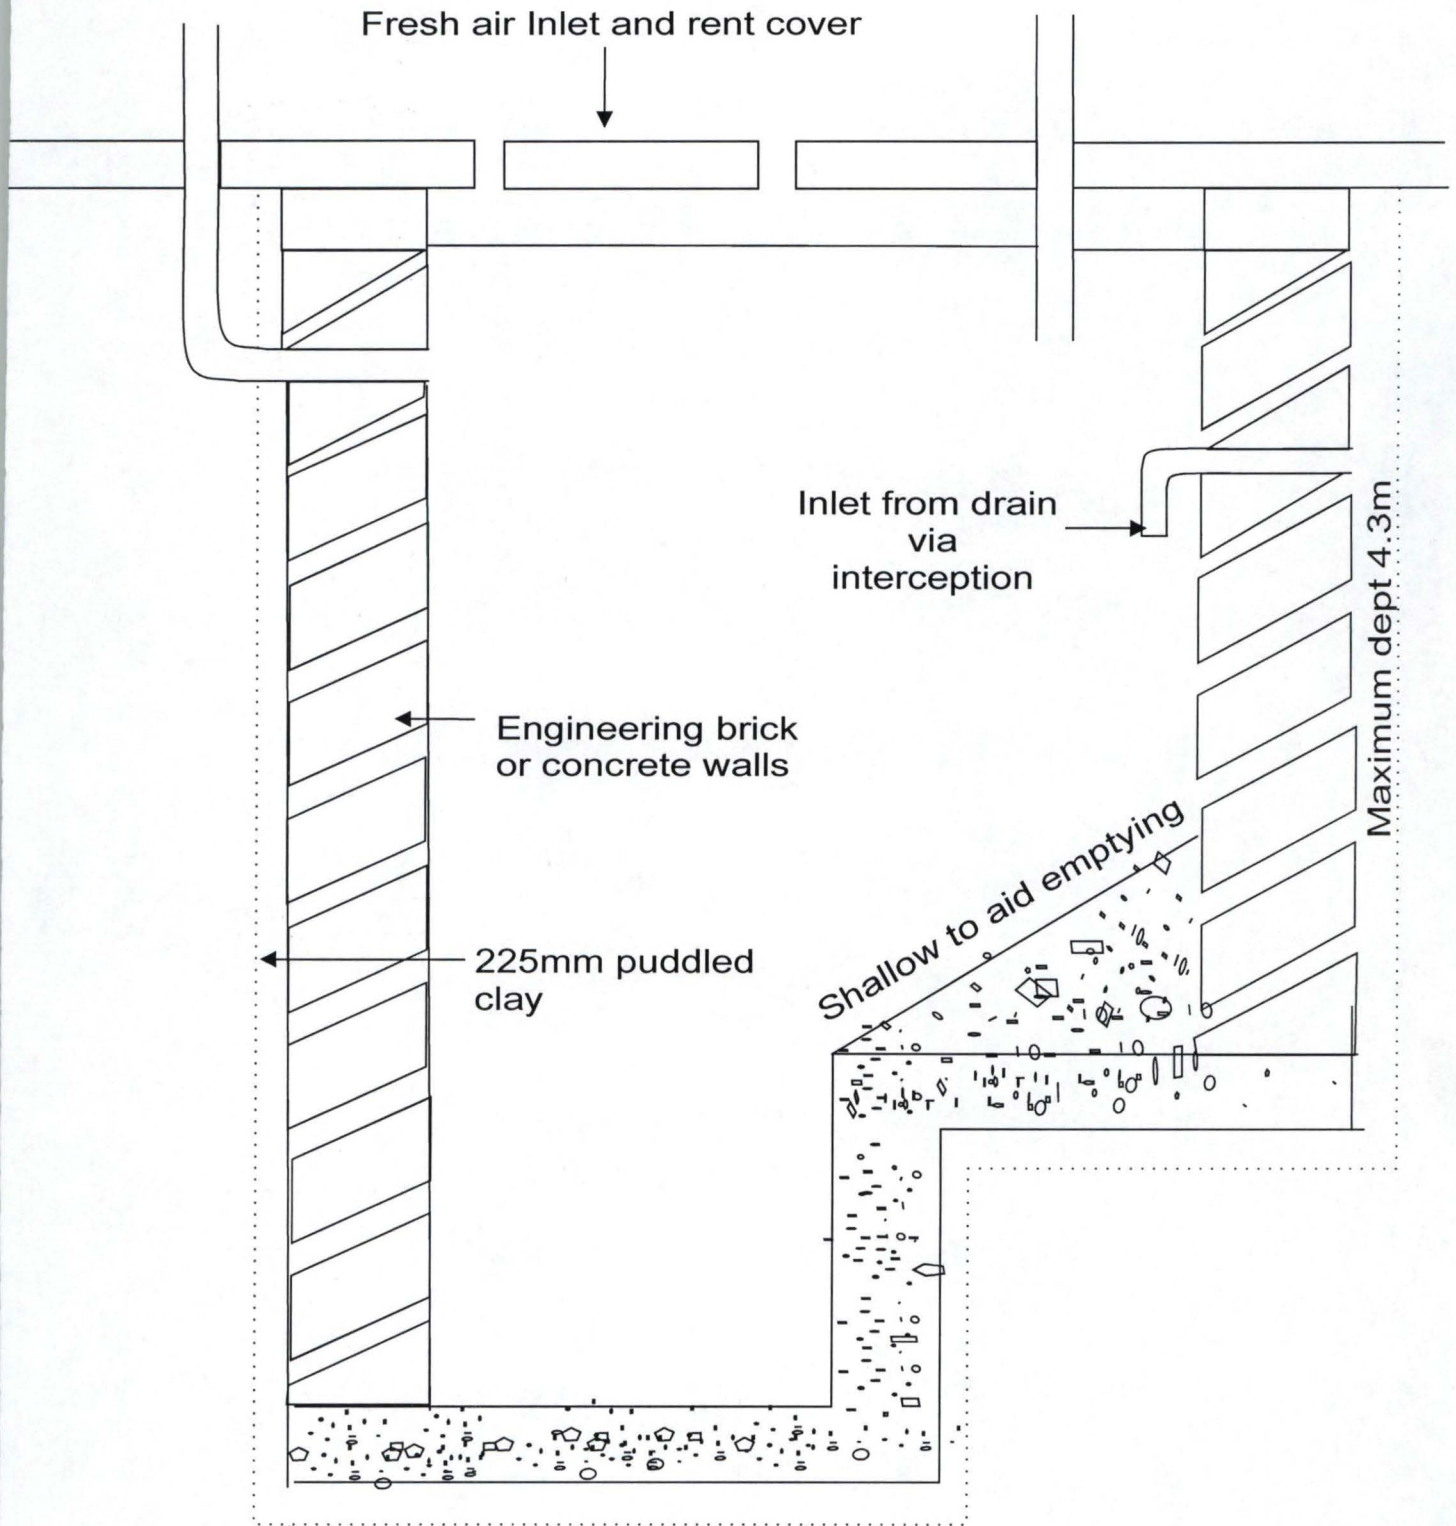 Fresh air Inlet and rent cover
Inlet from drain
via
interception
Maximum dept 4.3m
Engineering brick
or concrete walls
Shallow to aid emptying
225mm puddled
clay